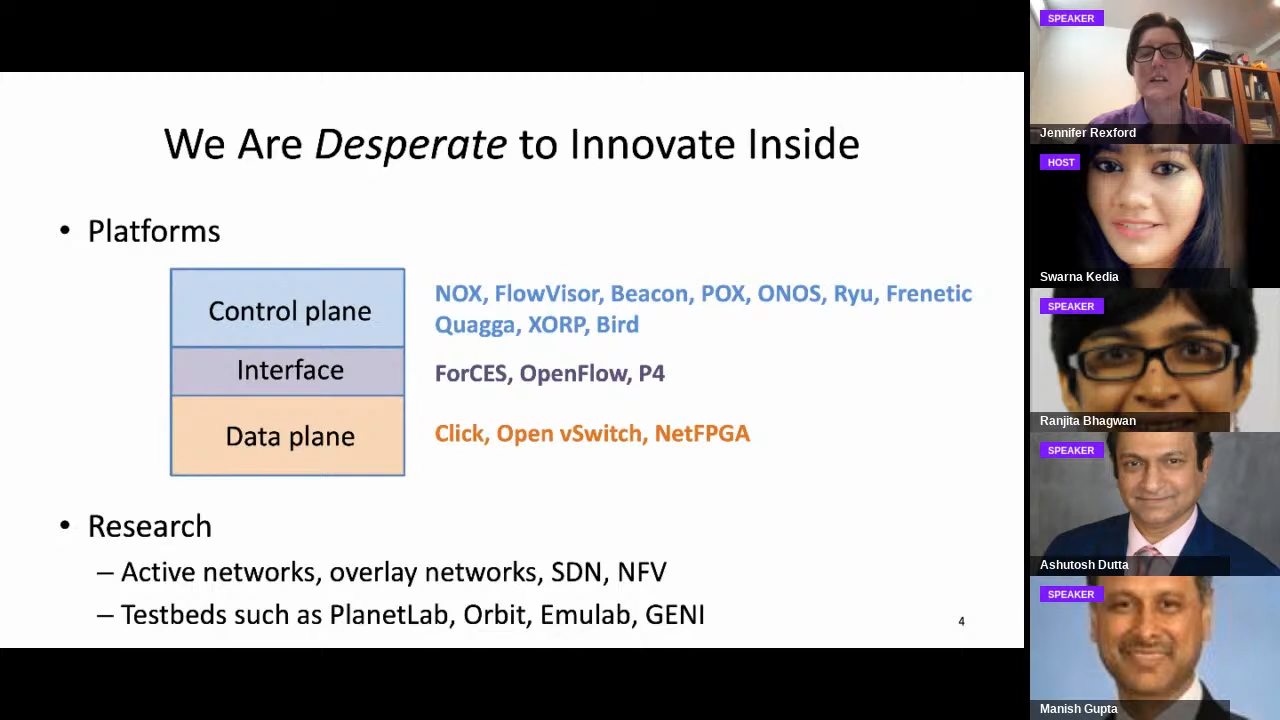 We Are Desperate to Innovate Inside
• Platforms
Control plane
NOX, FlowVisor, Beacon, POX, ONOS, Ryu, Frenetic
Quagga, XORP, Bird
Interface
ForCES, OpenFlow, P4
Data plane
Click, Open vSwitch, NetFPGA
• Research
– Active networks, overlay networks, SDN, NFV
– Testbeds such as PlanetLab, Orbit, Emulab, GENI
4
SPEAKER
Jennifer Rexford
HOST
Swarna Kedia
SPEAKER
Ranjita Bhagwan
SPEAKER
Ashutosh Dutta
SPEAKER
Manish Gupta